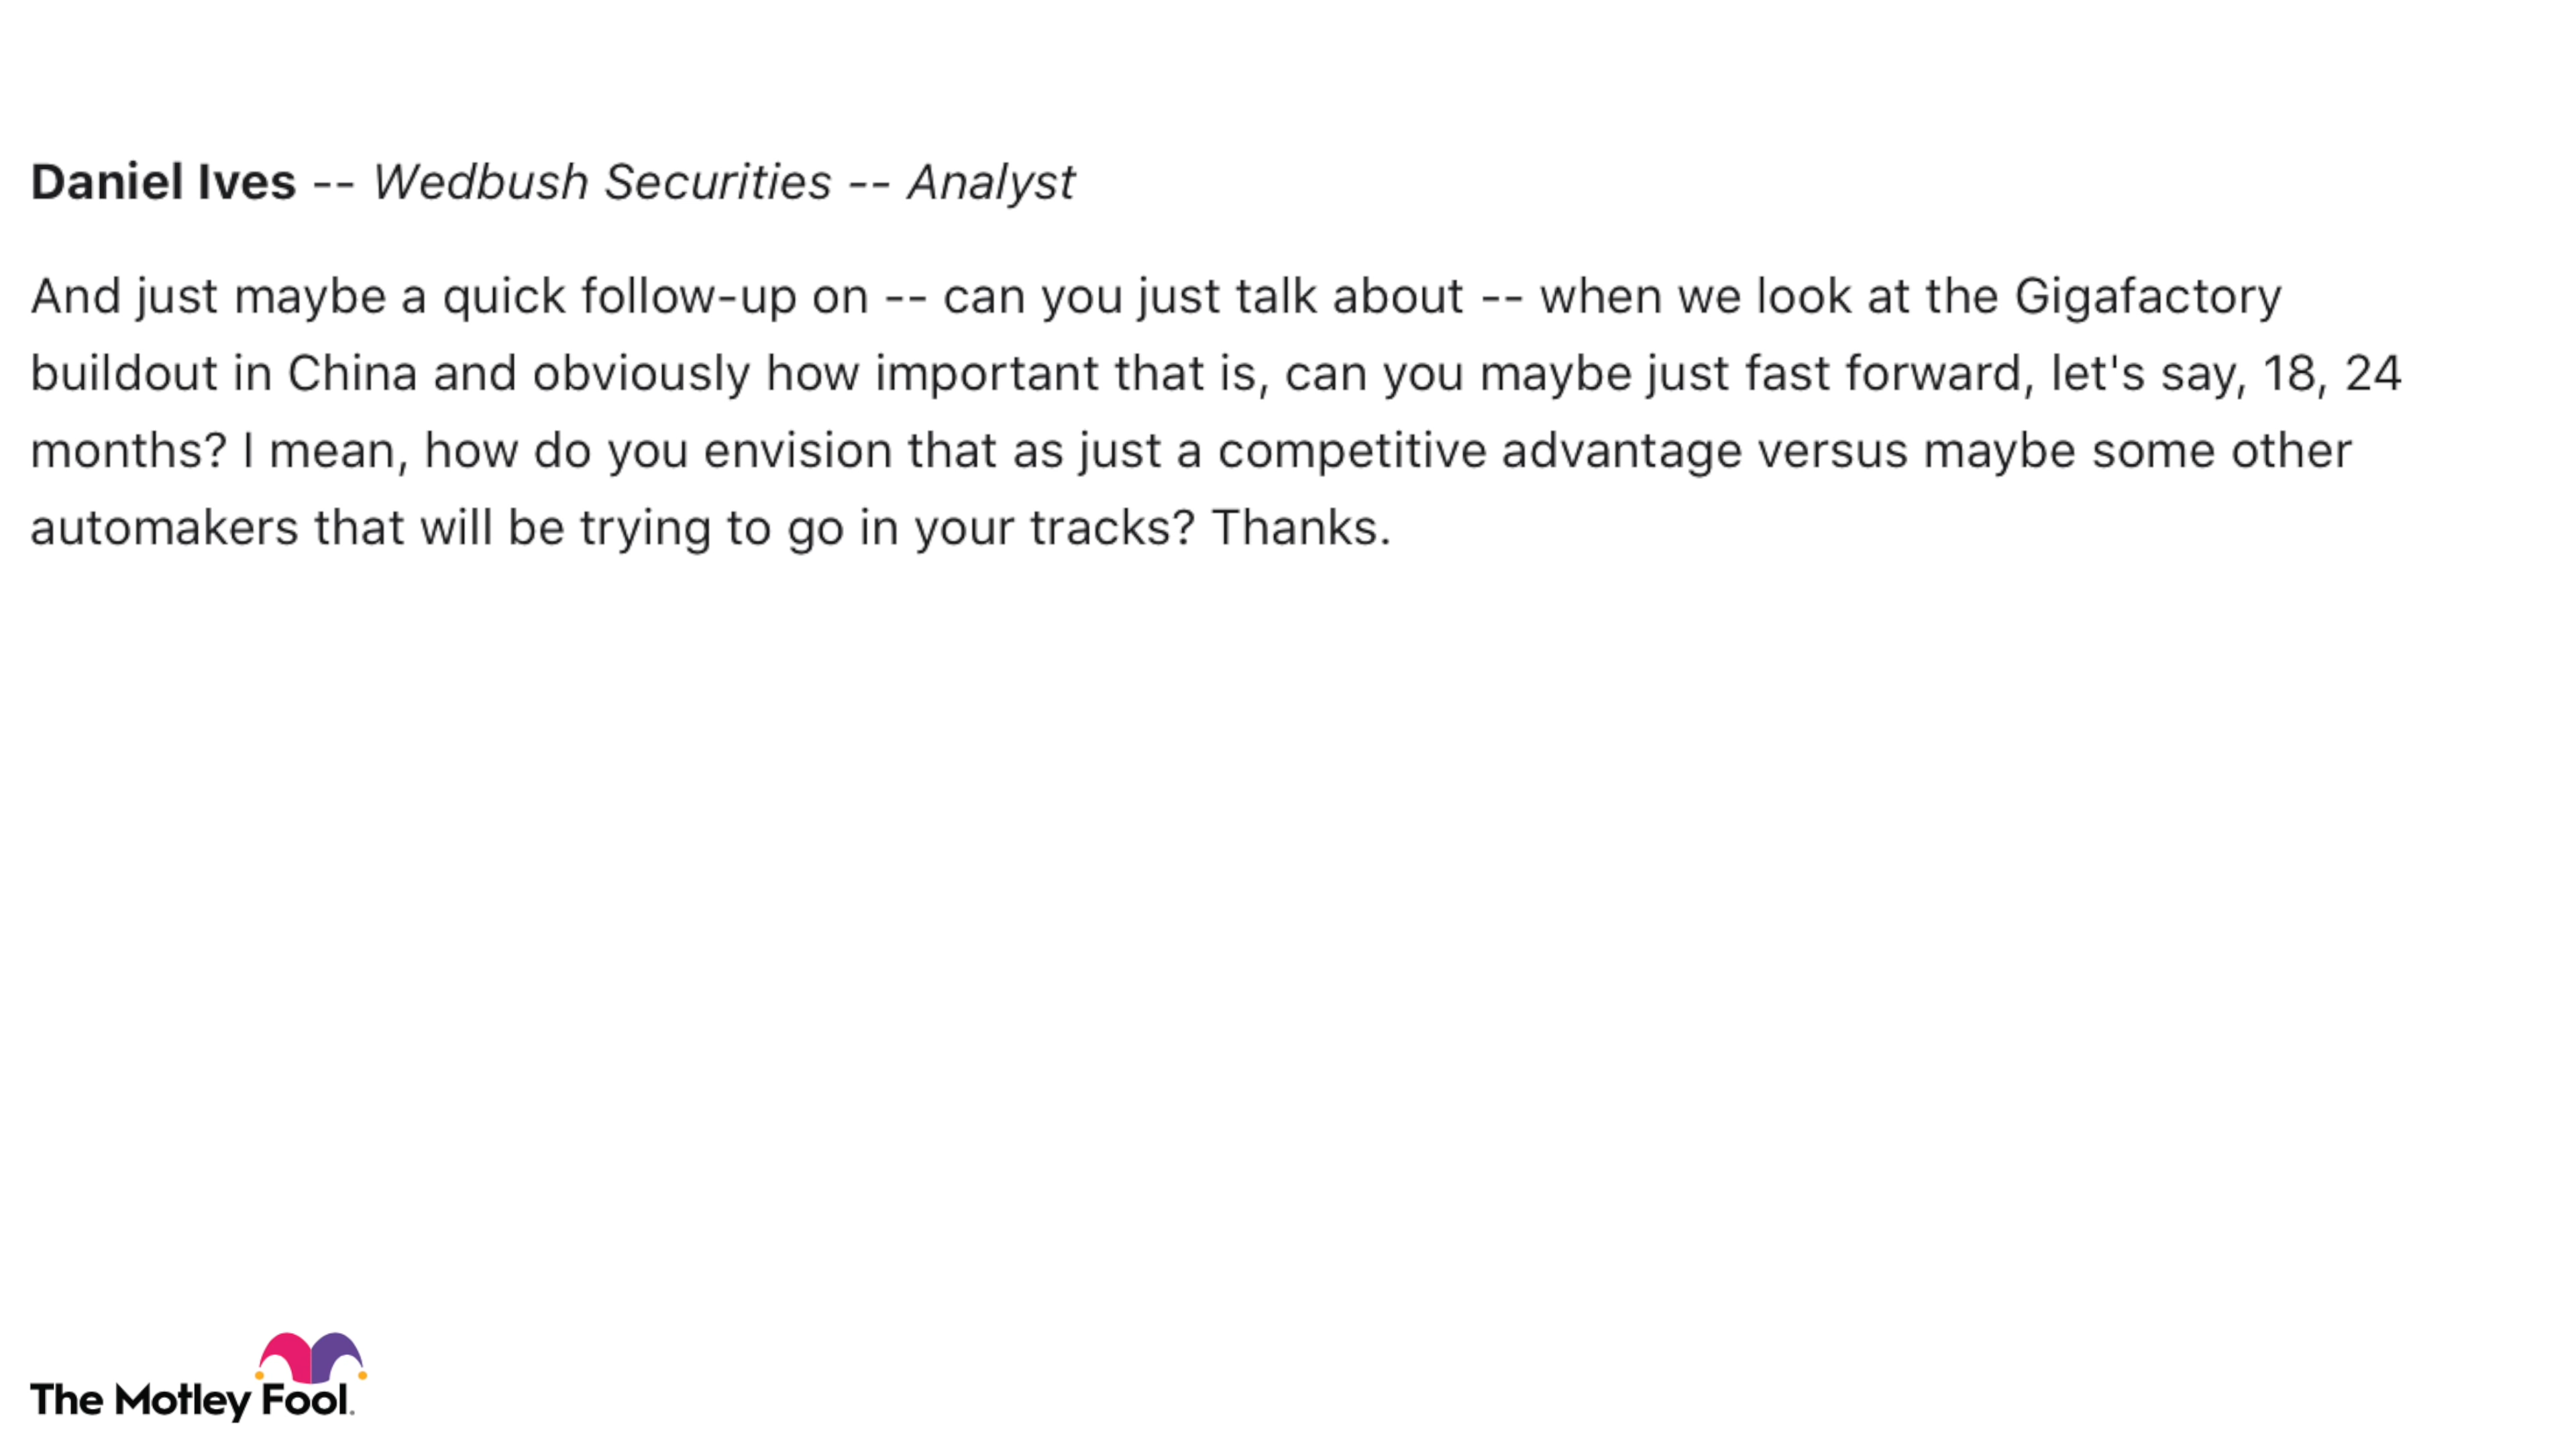 Daniel Ives -- Wedbush Securities -- Analyst
And just maybe a quick follow-up on -- can you just talk about -- when we look at the Gigafactory
buildout in China and obviously how important that is, can you maybe just fast forward, let's say, 18, 24
months? I mean, how do you envision that as just a competitive advantage versus maybe some other
automakers that will be trying to go in your tracks? Thanks.
The Motley Fool.